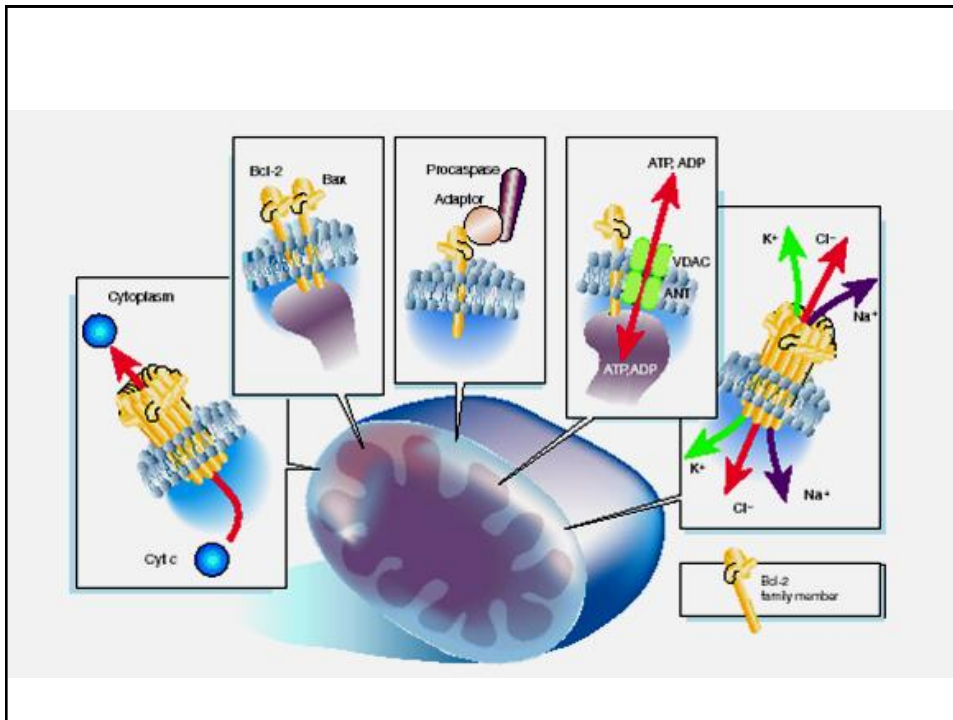 Cytoplasm
Cyt c
Bcl-2
Bax
Procaspase
Adaptor
ATP, ADP
VDAC
ANT
ATP,ADP
K+
Cl−
Na+
K+
Cl−
Na+
Bcl-2
family member